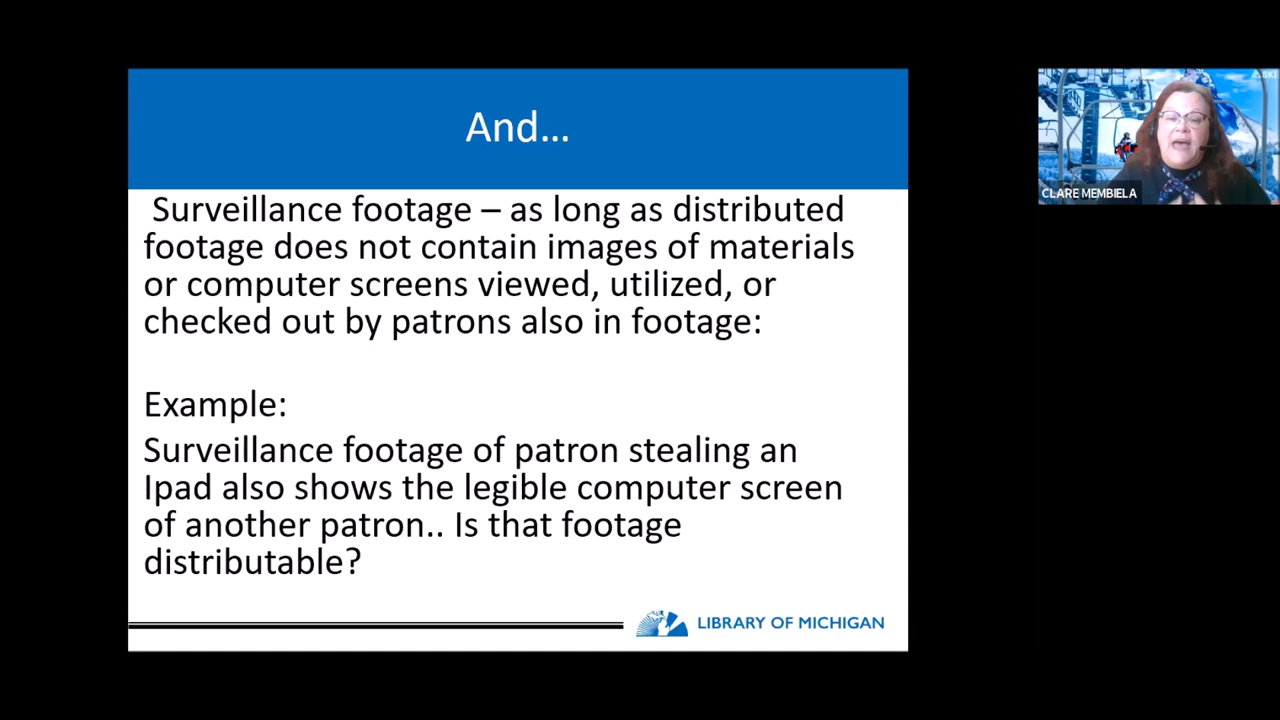 And...
Surveillance footage – as long as distributed
footage does not contain images of materials
or computer screens viewed, utilized, or
checked out by patrons also in footage:
Example:
Surveillance footage of patron stealing an
Ipad also shows the legible computer screen
of another patron.. Is that footage
distributable?
LIBRARY OF MICHIGAN
CLARE MEMBIELA